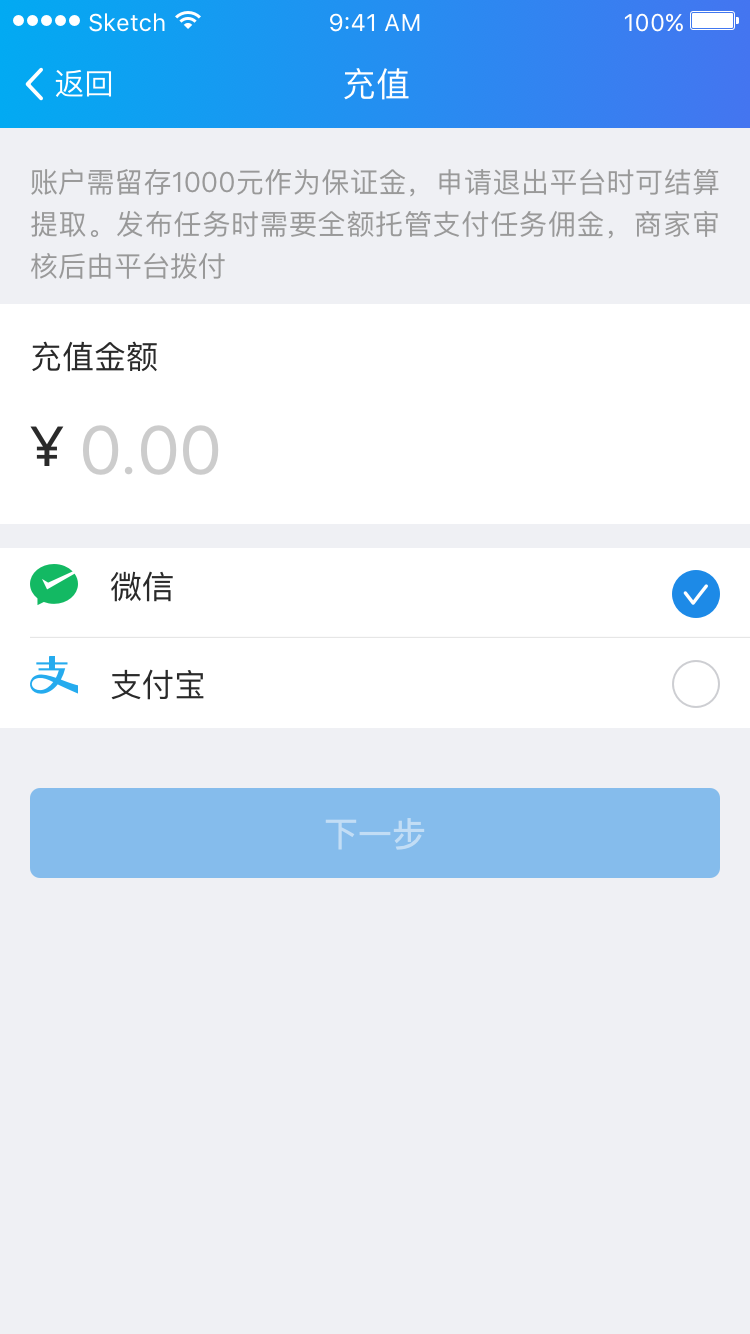 Sketch 9:41 AM 100%
返回 充值
账户需留存1000元作为保证金，申请退出平台时可结算
提取。发布任务时需要全额托管支付任务佣金，商家审
核后由平台拨付
充值金额
¥ 0.00
微信
支付宝
下一步